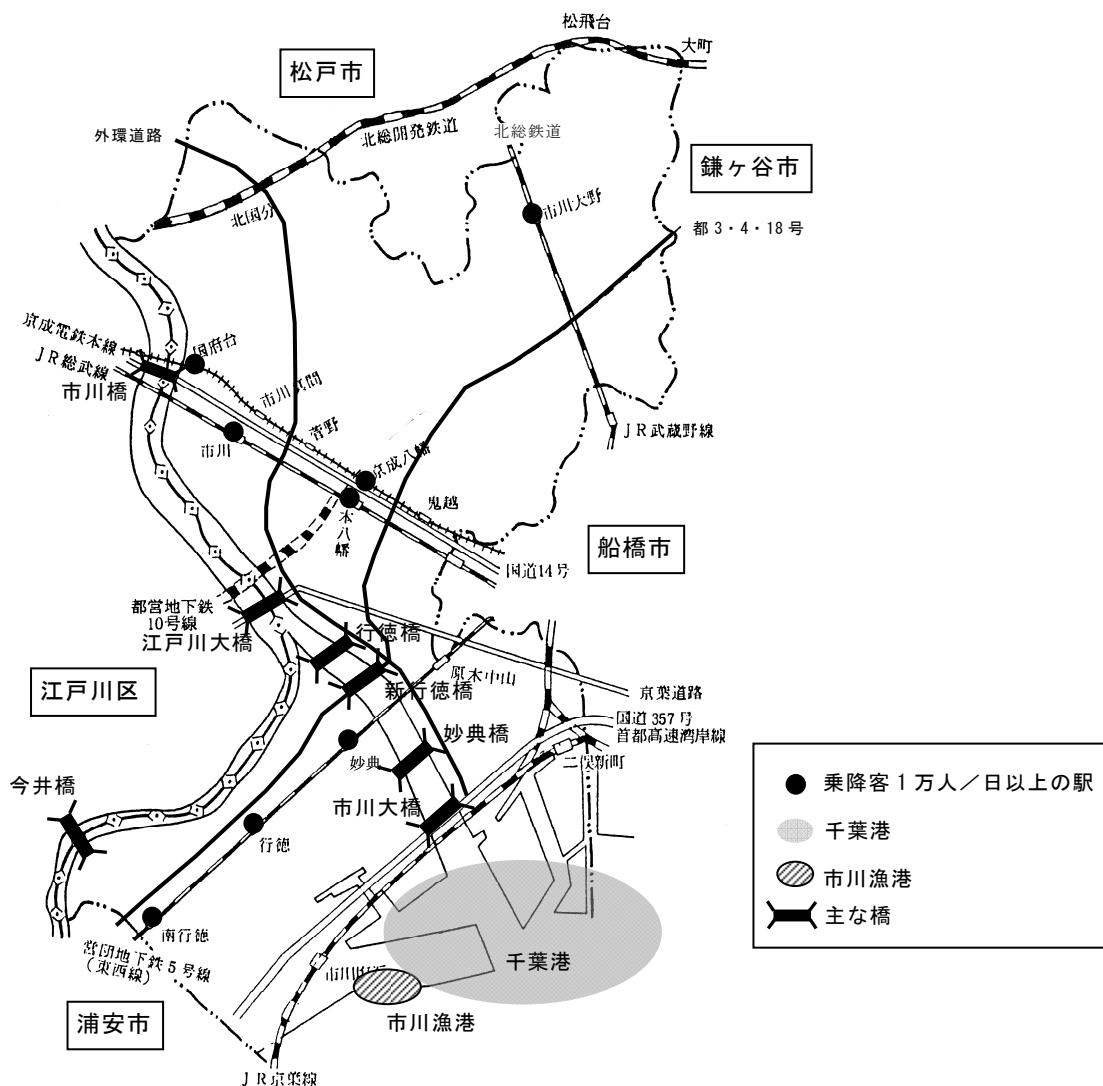 松飛台
大町
松戸市
外環道路
北総開発鉄道
北総鉄道
鎌ヶ谷市
市川大野
北国分
都3・4・18号
京成電鉄本線
国府台
JR総武線
市川橋
市川真間
菅野
市川
京成八幡
JR武蔵野線
鬼越
本八幡
船橋市
国道14号
都営地下鉄
10号線
江戸川大橋
行徳橋
原木中山
江戸川区
新行徳橋
京葉道路
国道357号
首都高速湾岸線
妙典橋
二俣新町
妙典
今井橋
市川大橋
行徳
南行徳
営団地下鉄5号線
(東西線)
千葉港
浦安市
市川漁港
JR京葉線
乗降客1万人/日以上の駅
千葉港
市川漁港
主な橋